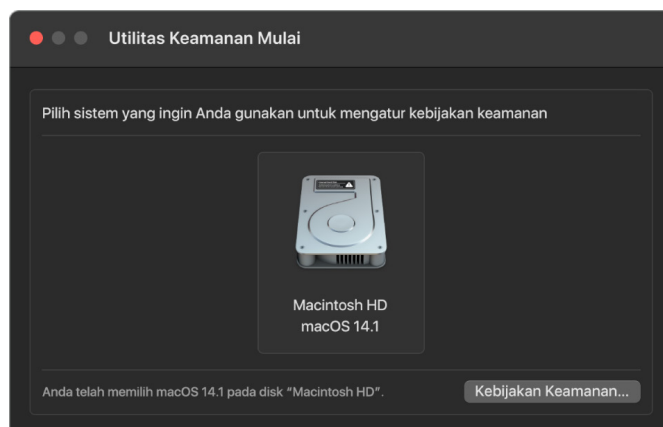 Utilitas Keamanan Mulai
Pilih sistem yang ingin Anda gunakan untuk mengatur kebijakan keamanan
Macintosh HD
macOS 14.1
Anda telah memilih macOS 14.1 pada disk “Macintosh HD”.
Kebijakan Keamanan...